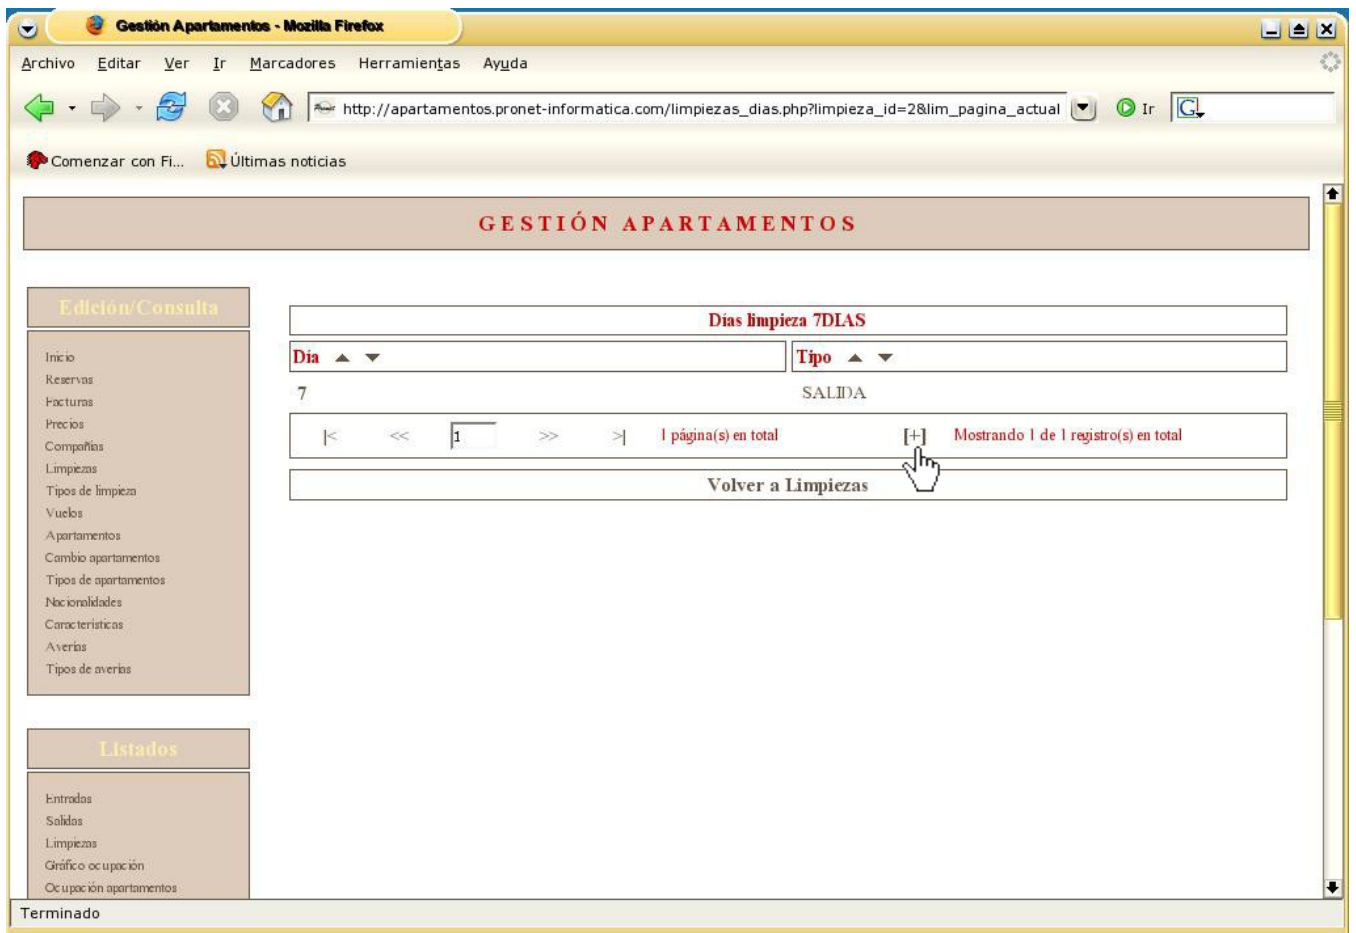 Gestión Apartamentos - Mozilla Firefox
Archivo Editar Ver Ir Marcadores Herramientas Ayuda
http://apartamentos.pronet-informatica.com/limpiezas_dias.php?limpieza_id=2&lim_pagina_actual Ir G
Comenzar con Fi... Últimas noticias
GESTIÓN APARTAMENTOS
Edición/Consulta
Inicio
Reservas
Facturas
Precios
Compañías
Limpiezas
Tipos de limpieza
Vuelos
Apartamentos
Cambio apartamentos
Tipos de apartamentos
Nacionalidades
Características
Averías
Tipos de averías
Listados
Entradas
Salidas
Limpiezas
Gráfico ocupación
Ocupación apartamentos
Días limpieza 7DIAS
Día ▲ ▼ Tipo ▲ ▼
7 SALIDA
|< << 1 >> >| 1 página(s) en total [+] Mostrando 1 de 1 registro(s) en total
Volver a Limpiezas
Terminado